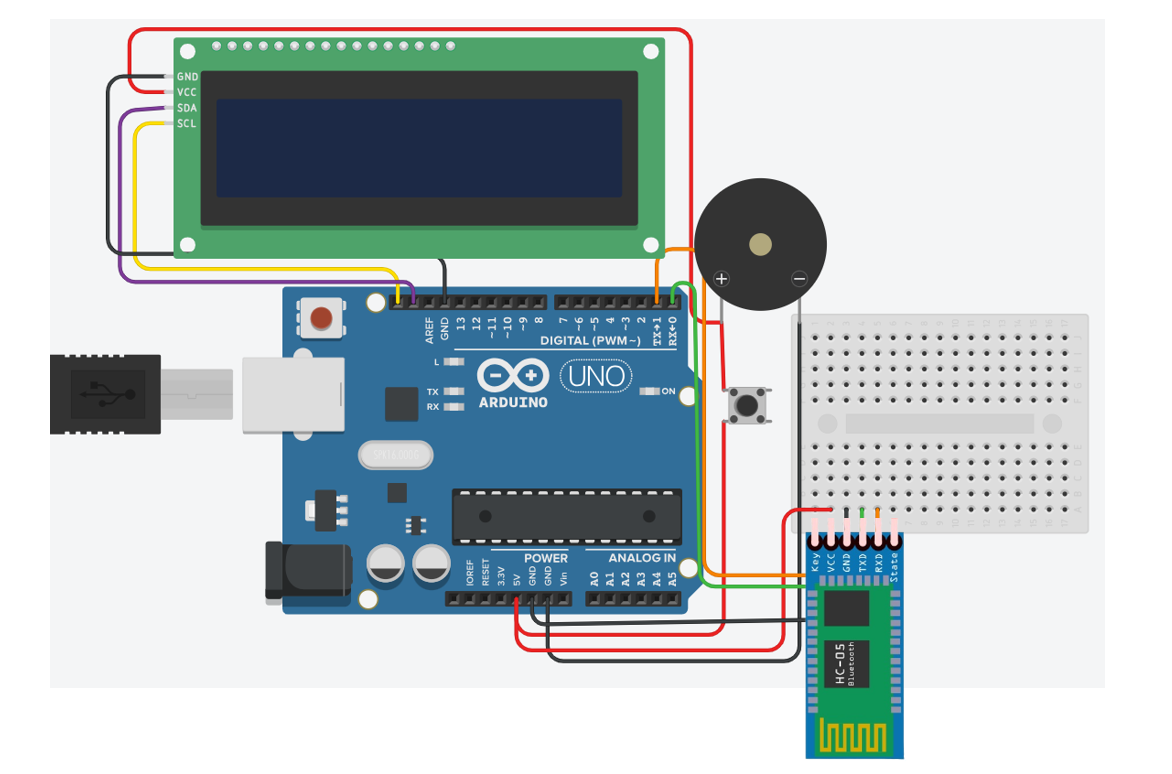 GND
VCC
SDA
SCL
AREF
GND
13
12
~11
~10
~9
8
7
~6
~5
4
~3
2
TX→1
RX←0
DIGITAL (PWM~)
L
TX
RX
UNO
ON
ARDUINO
POWER
ANALOG IN
IOREF
RESET
3.3V
5V
GND
GND
Vin
A0
A1
A2
A3
A4
A5
Key
VCC
GND
TXD
RXD
State
HC-05
Bluetooth